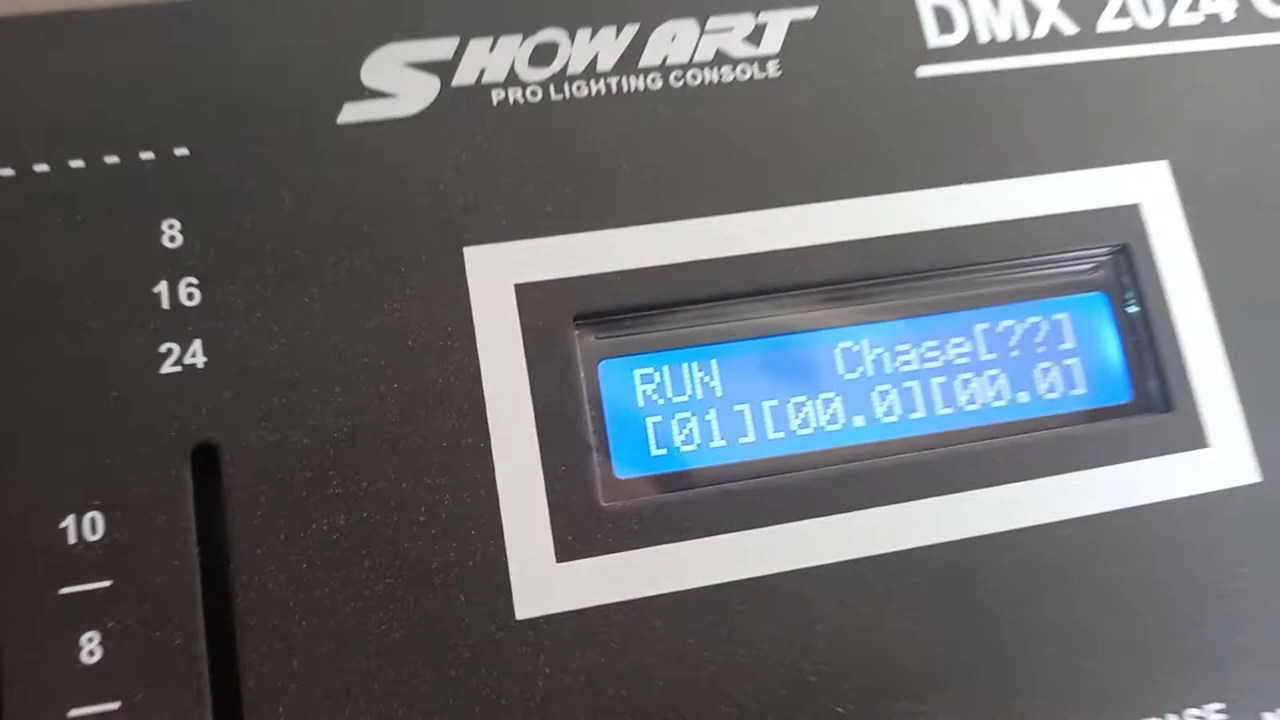 SHOW ART
PRO LIGHTING CONSOLE
DMX 2024
8
16
24
RUN Chase[??]
[01][00.0][00.0]
10
8